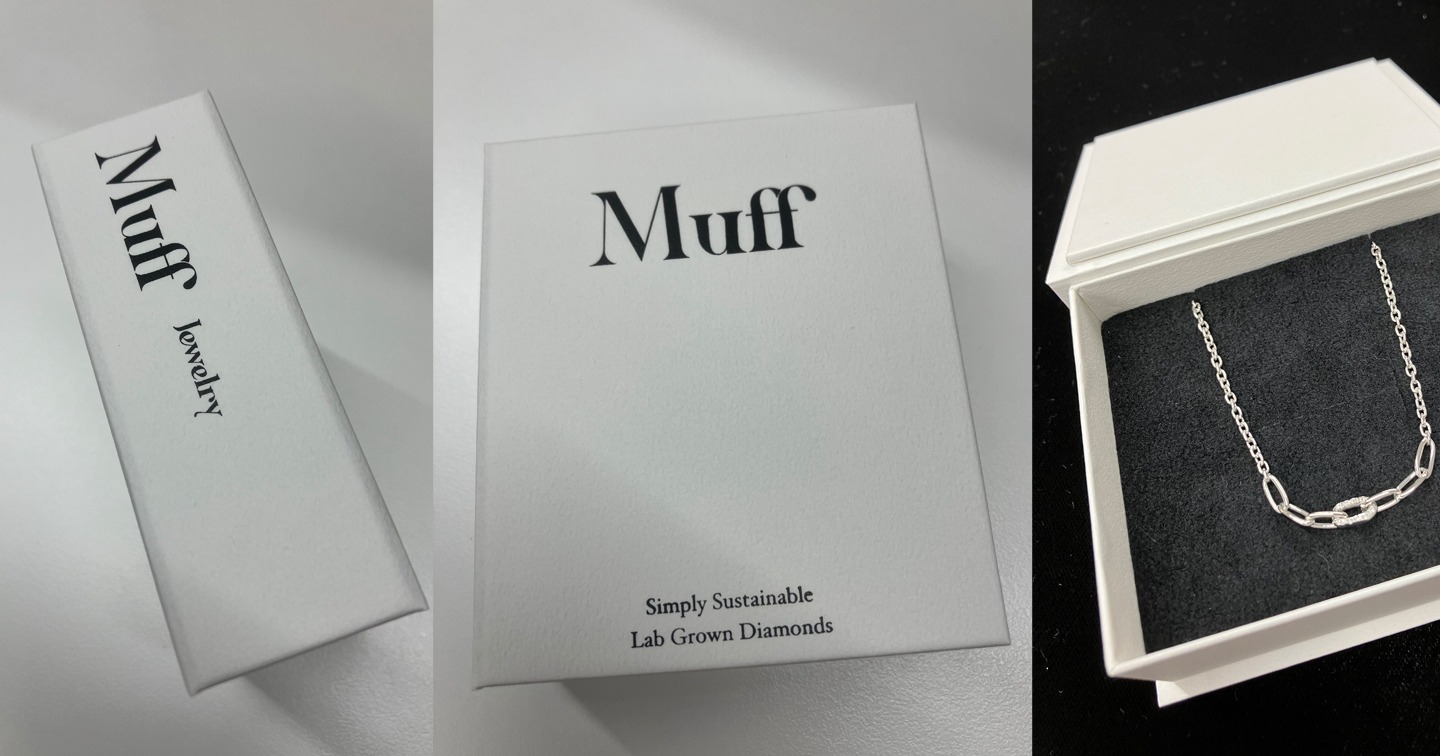 Muff
Jewelry
Muff
Simply Sustainable
Lab Grown Diamonds